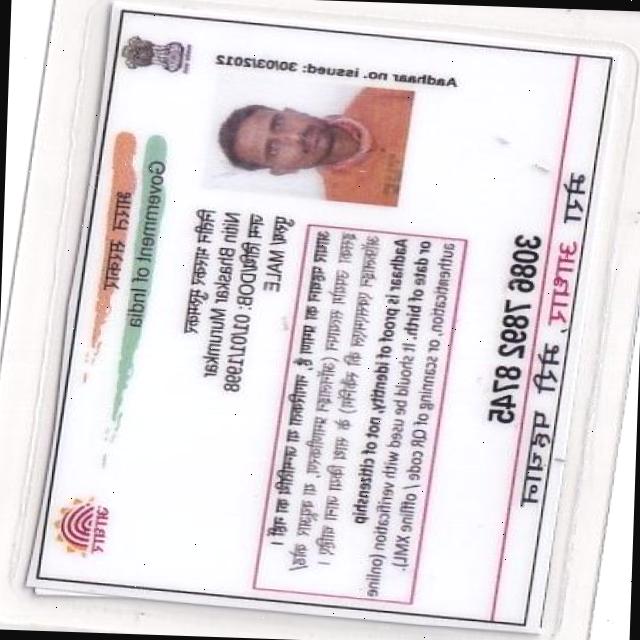 भारत सरकार
Government of India
Aadhaar no. issued: 30/03/2012
भास्कर
Nitin Bhaskar Murumkar
जन्म तिथि/DOB: 01/01/1998
पुरुष/ MALE
आधार पहचान का प्रमाण है, नागरिकता या जन्मतिथि का नहीं ।
इसका उपयोग सत्यापन (ऑनलाइन प्रमाणीकरण, या क्यूआर कोड/
ऑफ़लाइन एक्सएमएल की स्कैनिंग) के साथ किया जाना चाहिए ।
Aadhaar is proof of identity, not of citizenship
or date of birth. It should be used with verification (online
authentication, or scanning of QR code / offline XML).
आधार
3086 7892 8745
मेरा आधार, मेरी पहचान